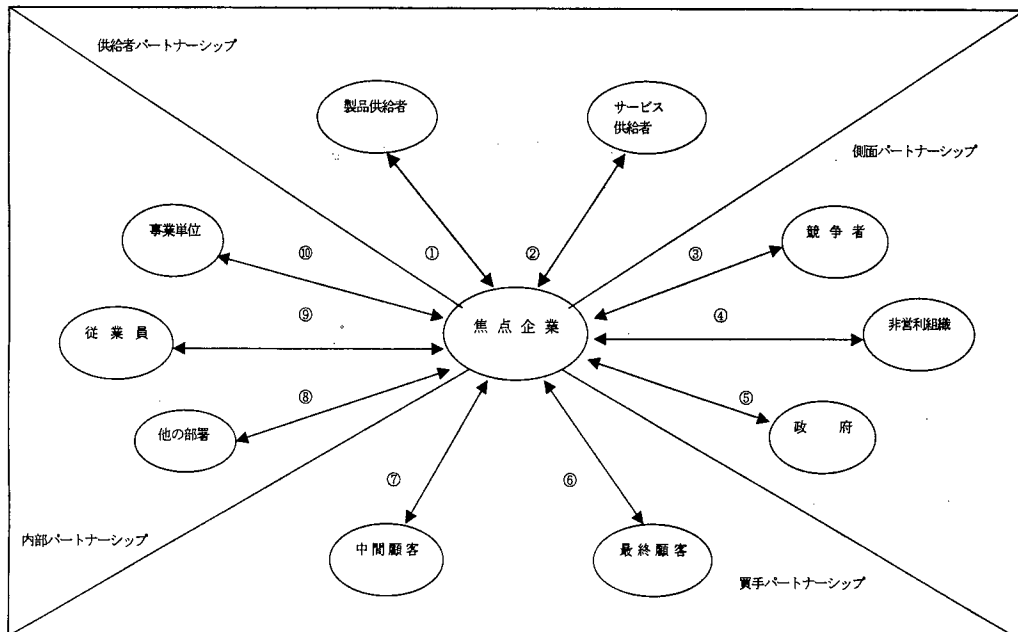 供給者パートナーシップ
製品供給者
サービス
供給者
側面パートナーシップ
事業単位
⑩
①
②
③
競争者
⑨
焦点企業
④
従業員
非営利組織
⑧
⑤
他の部署
政府
⑦
⑥
内部パートナーシップ
中間顧客
最終顧客
買手パートナーシップ